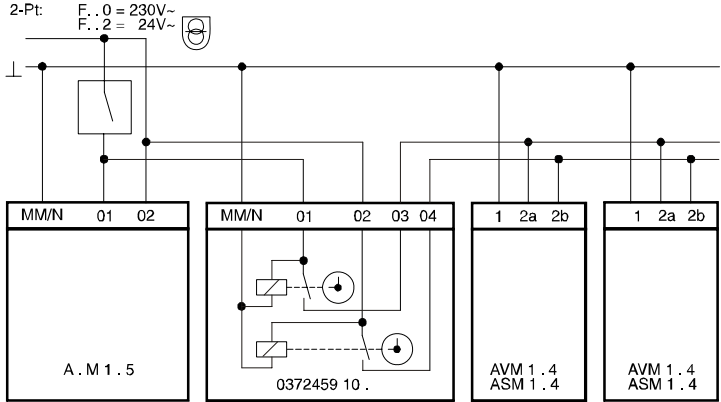 2-Pt: F. . 0 = 230V~
F. . 2 = 24V~
⊥
MM/N 01 02
MM/N 01 02 03 04
1 2a 2b
1 2a 2b
A . M 1 . 5
0372459 10 .
AVM 1 . 4
ASM 1 . 4
AVM 1 . 4
ASM 1 . 4